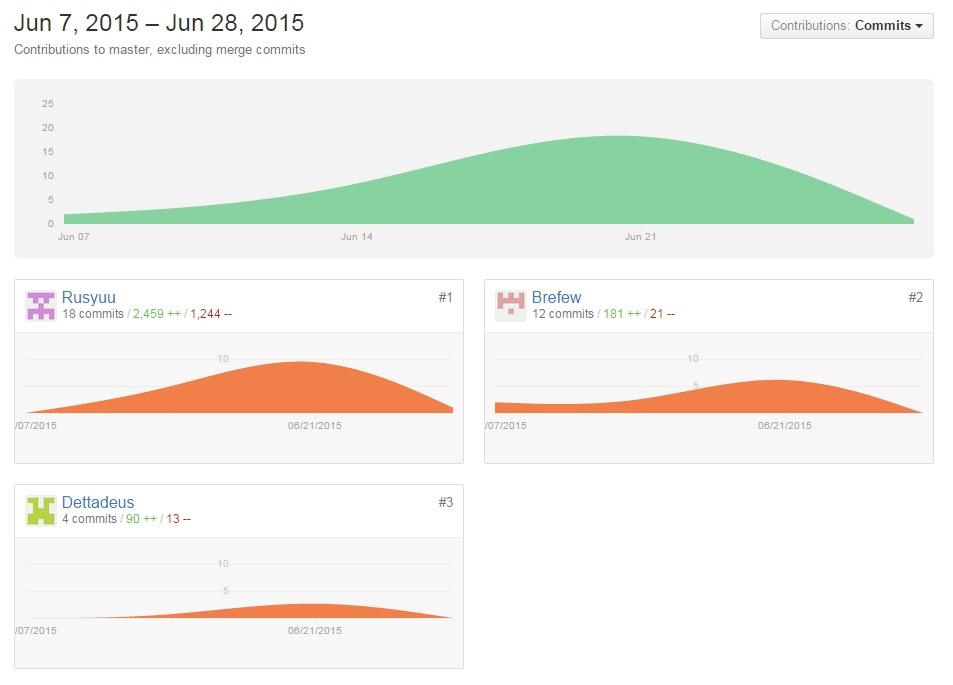 Jun 7, 2015 – Jun 28, 2015
Contributions: Commits
Contributions to master, excluding merge commits
25
20
15
10
5
0
Jun 07
Jun 14
Jun 21
Rusyuu
#1
18 commits / 2,459 ++ / 1,244 --
10
/07/2015
06/21/2015
Brefew
#2
12 commits / 181 ++ / 21 --
10
5
/07/2015
06/21/2015
Dettadeus
#3
4 commits / 90 ++ / 13 --
10
5
/07/2015
06/21/2015